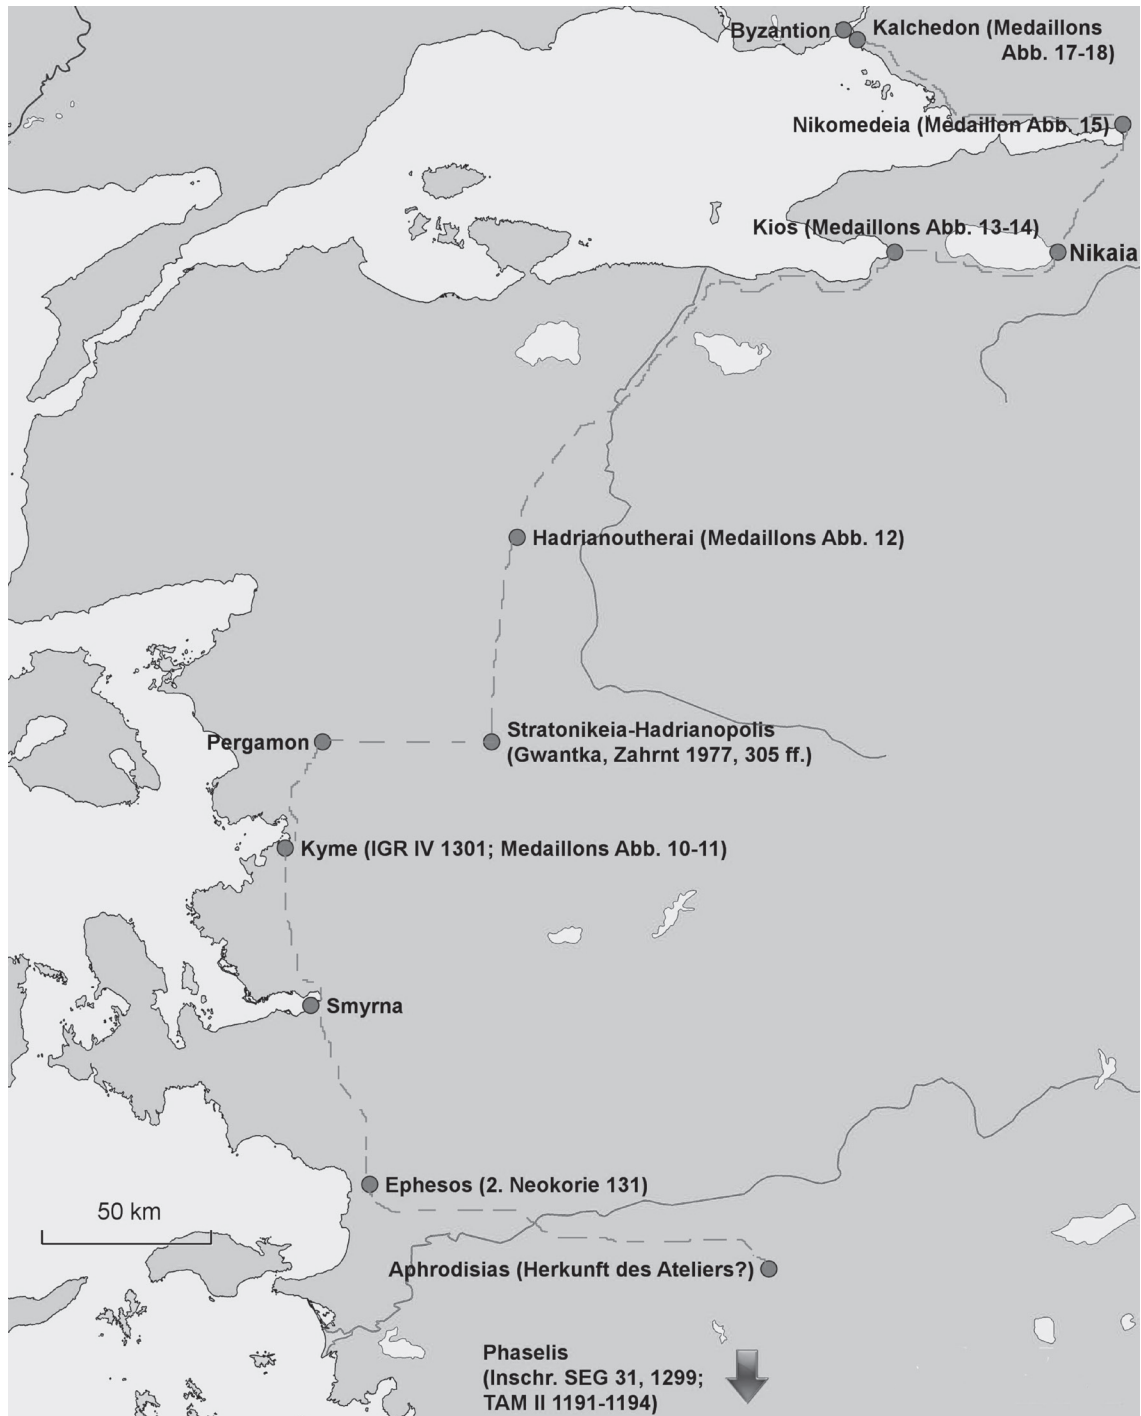 Byzantion
Kalchedon (Medaillons
Abb. 17-18)
Nikomedeia (Medaillon Abb. 15)
Kios (Medaillons Abb. 13-14)
Nikaia
Hadrianoutherai (Medaillons Abb. 12)
Stratonikeia-Hadrianopolis
(Gwantka, Zahrnt 1977, 305 ff.)
Pergamon
Kyme (IGR IV 1301; Medaillons Abb. 10-11)
Smyrna
Ephesos (2. Neokorie 131)
50 km
Aphrodisias (Herkunft des Ateliers?)
Phaselis
(Inschr. SEG 31, 1299;
TAM II 1191-1194)